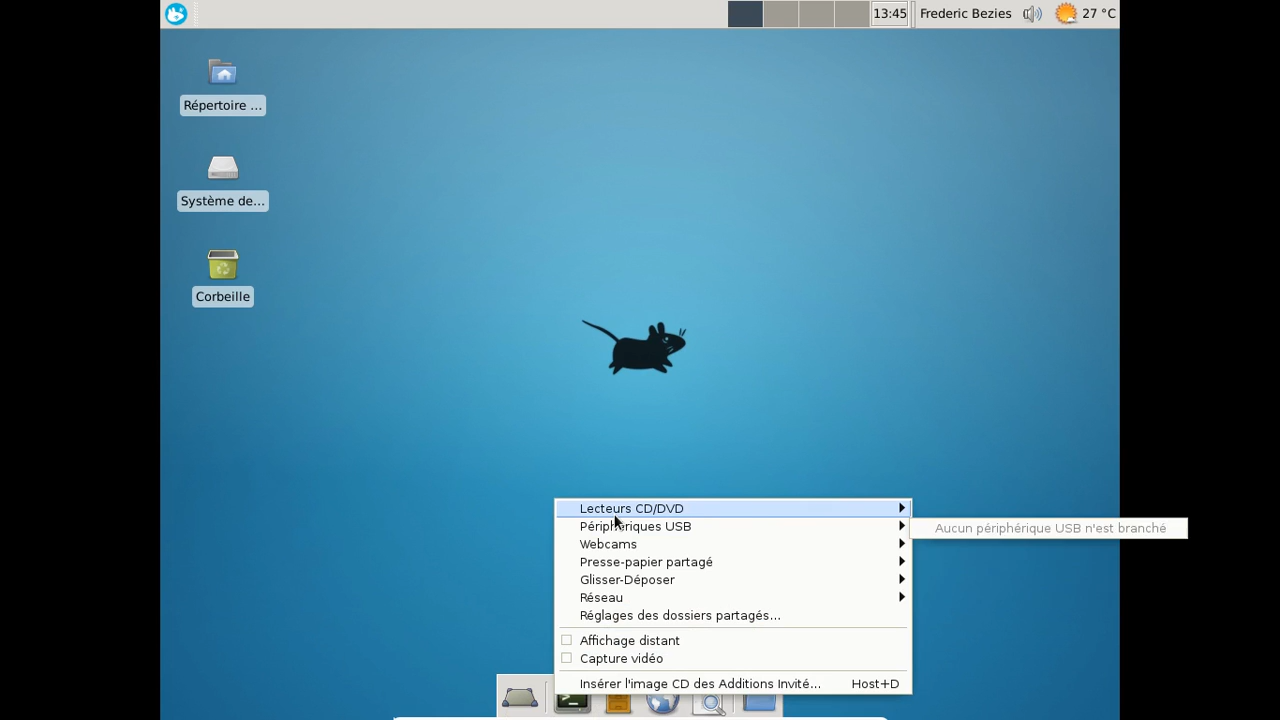 13:45
Frederic Bezies
27 °C
Répertoire ...
Système de...
Corbeille
Lecteurs CD/DVD
Périphériques USB
Aucun périphérique USB n'est branché
Webcams
Presse-papier partagé
Glisser-Déposer
Réseau
Réglages des dossiers partagés...
Affichage distant
Capture vidéo
Insérer l'image CD des Additions Invité... Host+D